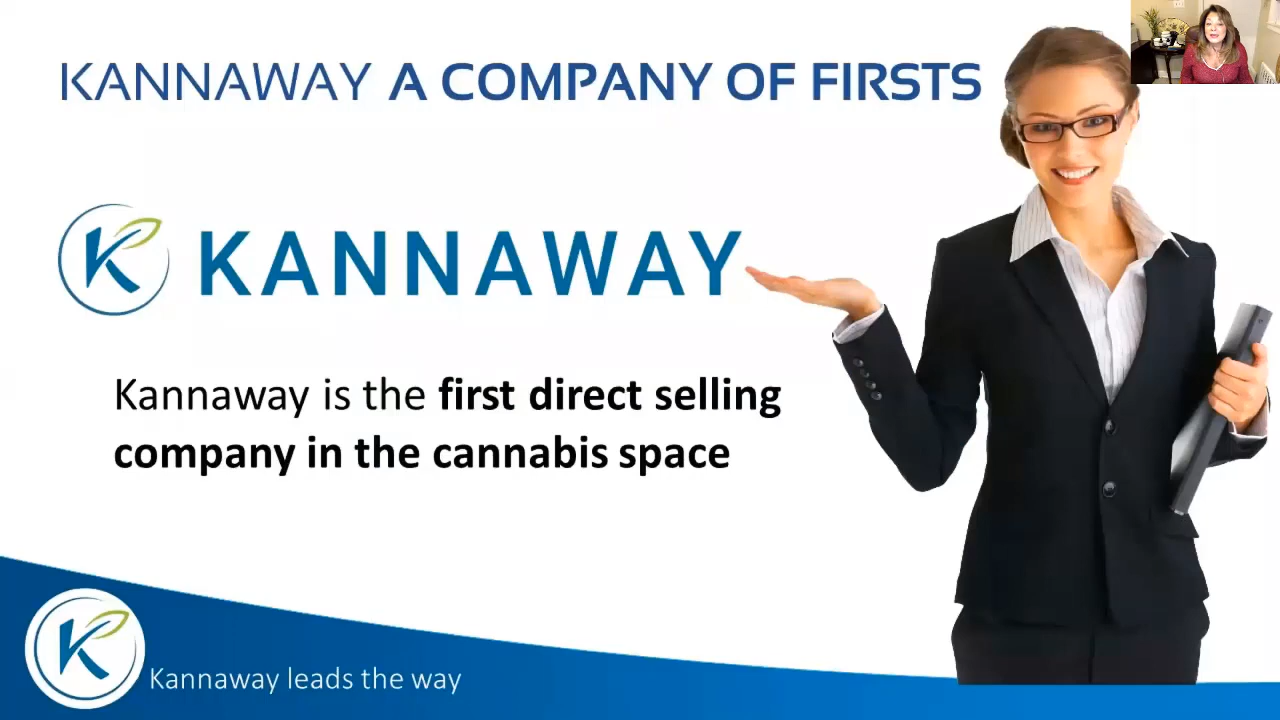 KANNAWAY A COMPANY OF FIRSTS
KANNAWAY
Kannaway is the first direct selling
company in the cannabis space
Kannaway leads the way